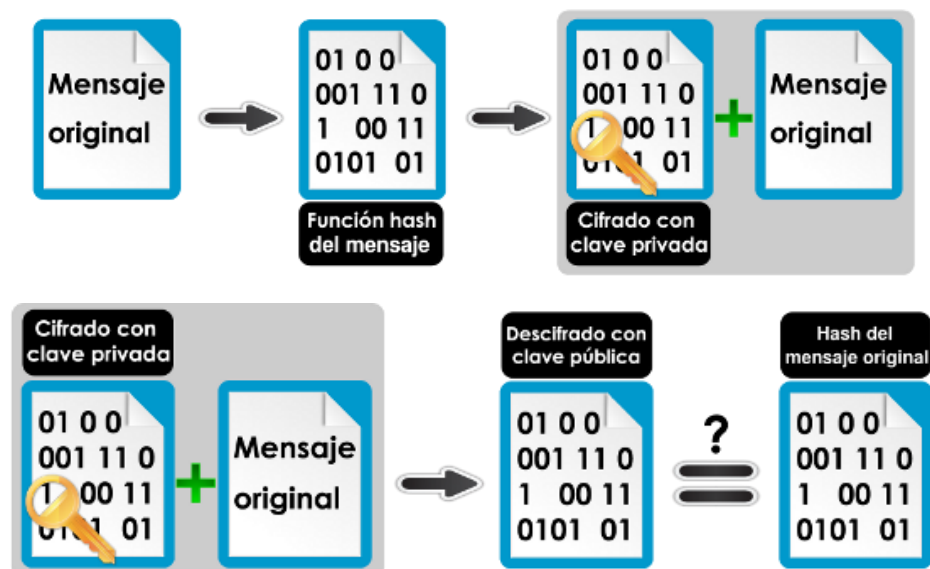 Mensaje
original
01 0 0
001 11 0
1 00 11
0101 01
Función hash
del mensaje
01 0 0
001 11 0
1 00 11
0101 01
Cifrado con
clave privada
+
Mensaje
original
Cifrado con
clave privada
01 0 0
001 11 0
1 00 11
0101 01
+
Mensaje
original
Descifrado con
clave pública
01 0 0
001 11 0
1 00 11
0101 01
?
=
Hash del
mensaje original
01 0 0
001 11 0
1 00 11
0101 01